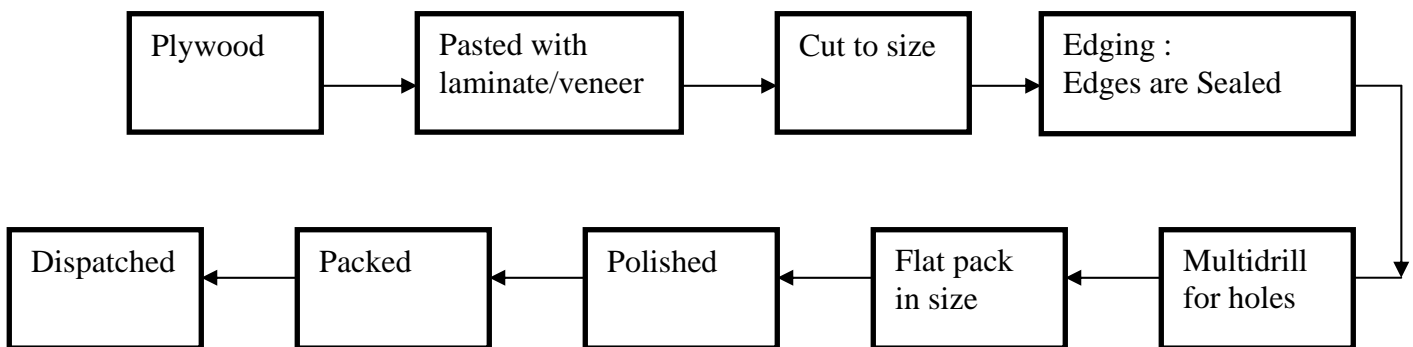 Plywood
Pasted with
laminate/veneer
Cut to size
Edging :
Edges are Sealed
Multidrill
for holes
Flat pack
in size
Polished
Packed
Dispatched